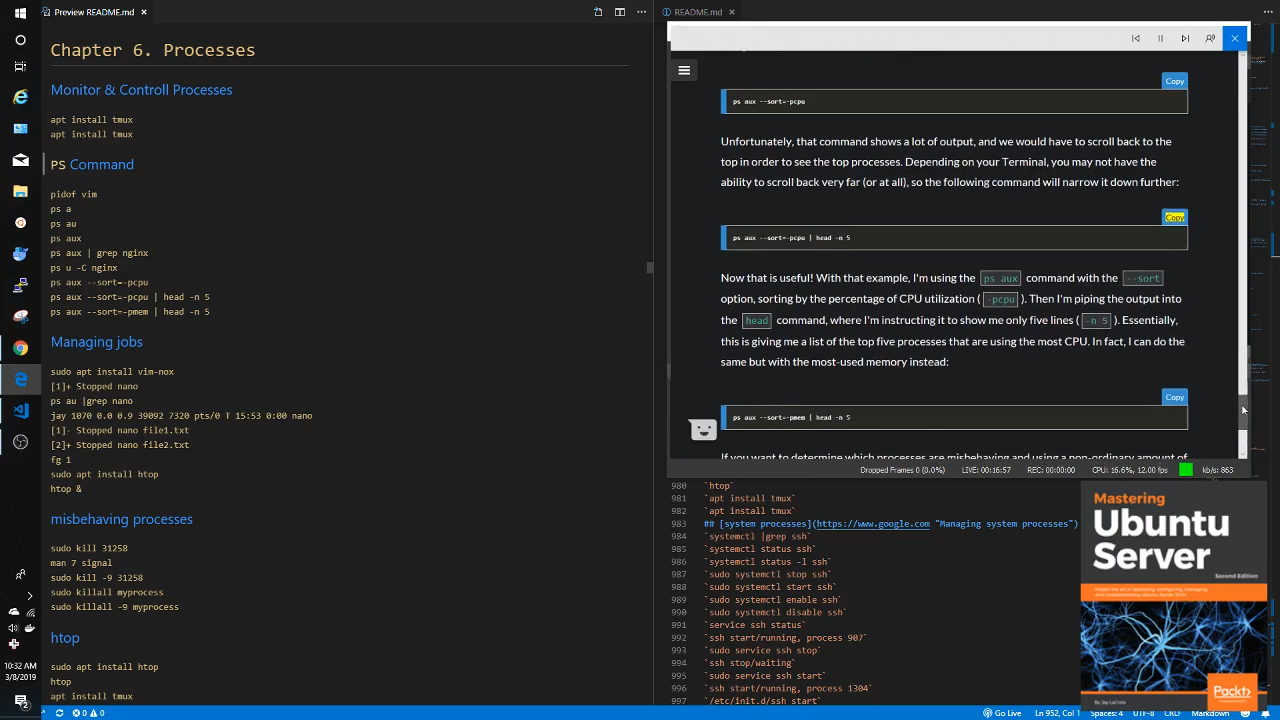 Preview README.md
Chapter 6. Processes
Monitor & Controll Processes
apt install tmux
apt install tmux
PS Command
pidof vim
ps a
ps au
ps aux
ps aux | grep nginx
ps u -C nginx
ps aux --sort=-pcpu
ps aux --sort=-pcpu | head -n 5
ps aux --sort=-pmem | head -n 5
Managing jobs
sudo apt install vim-nox
[1]+ Stopped nano
ps au |grep nano
jay 1070 0.0 0.9 39092 7320 pts/0 T 15:53 0:00 nano
[1]- Stopped nano file1.txt
[2]+ Stopped nano file2.txt
fg 1
sudo apt install htop
htop &
misbehaving processes
sudo kill 31258
man 7 signal
sudo kill -9 31258
sudo killall myprocess
sudo killall -9 myprocess
htop
sudo apt install htop
htop
apt install tmux
10:32 AM
3/8/2019
0 0
README.md
Copy
ps aux --sort=-pcpu
Unfortunately, that command shows a lot of output, and we would have to scroll back to the
top in order to see the top processes. Depending on your Terminal, you may not have the
ability to scroll back very far (or at all), so the following command will narrow it down further:
Copy
ps aux --sort=-pcpu | head -n 5
Now that is useful! With that example, I'm using the ps aux command with the --sort
option, sorting by the percentage of CPU utilization ( -pcpu ). Then I'm piping the output into
the head command, where I'm instructing it to show me only five lines ( -n 5 ). Essentially,
this is giving me a list of the top five processes that are using the most CPU. In fact, I can do the
same but with the most-used memory instead:
Copy
ps aux --sort=-pmem | head -n 5
If you want to determine which processes are misbehaving and using a non-ordinary amount of
Dropped Frames 0 (0.0%) LIVE: 00:16:57 REC: 00:00:00 CPU: 16.6%, 12.00 fps kb/s: 863
980 `htop`
981 `apt install tmux`
982 `apt install tmux`
983 ## [system processes](https://www.google.com "Managing system processes")
984 `systemctl |grep ssh`
985 `systemctl status ssh`
986 `systemctl status -l ssh`
987 `sudo systemctl stop ssh`
988 `sudo systemctl start ssh`
989 `sudo systemctl enable ssh`
990 `sudo systemctl disable ssh`
991 `service ssh status`
992 `ssh start/running, process 907`
993 `sudo service ssh stop`
994 `ssh stop/waiting`
995 `sudo service ssh start`
996 `ssh start/running, process 1304`
997 `/etc/init.d/ssh start`
Mastering
Ubuntu
Server
Second Edition
Packt>
By Jay LaCroix
Go Live Ln 952, Col 1 Spaces: 4 UTF-8 CRLF Markdown